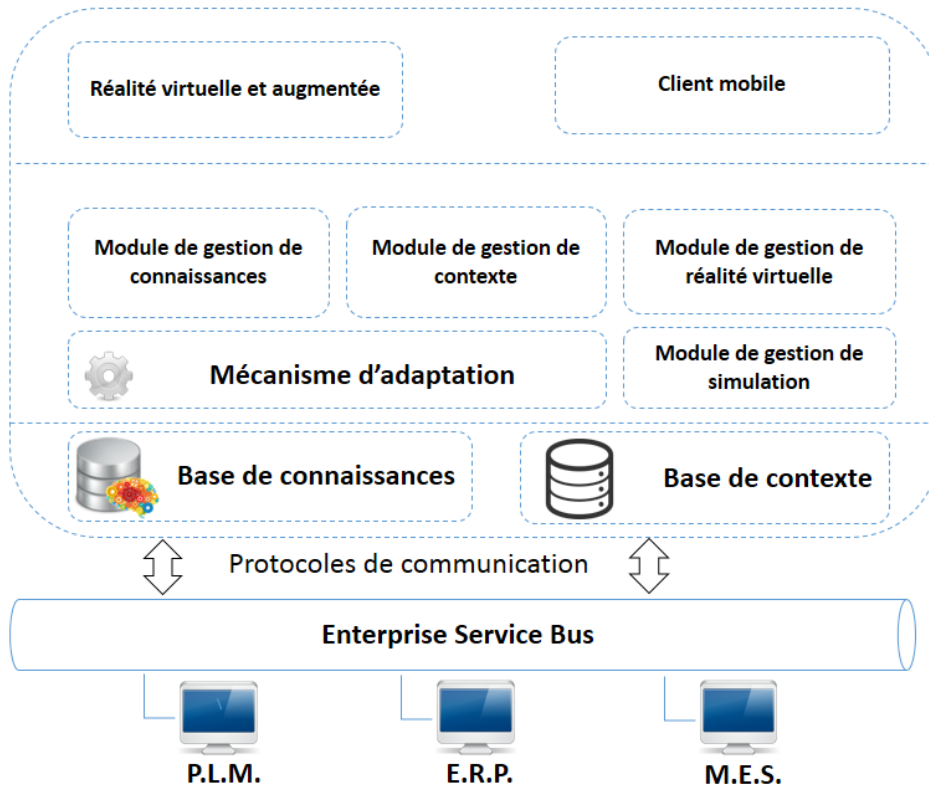 Réalité virtuelle et augmentée
Client mobile
Module de gestion de
connaissances
Module de gestion de
contexte
Module de gestion de
réalité virtuelle
Mécanisme d’adaptation
Module de gestion de
simulation
Base de connaissances
Base de contexte
Protocoles de communication
Enterprise Service Bus
P.L.M.
E.R.P.
M.E.S.